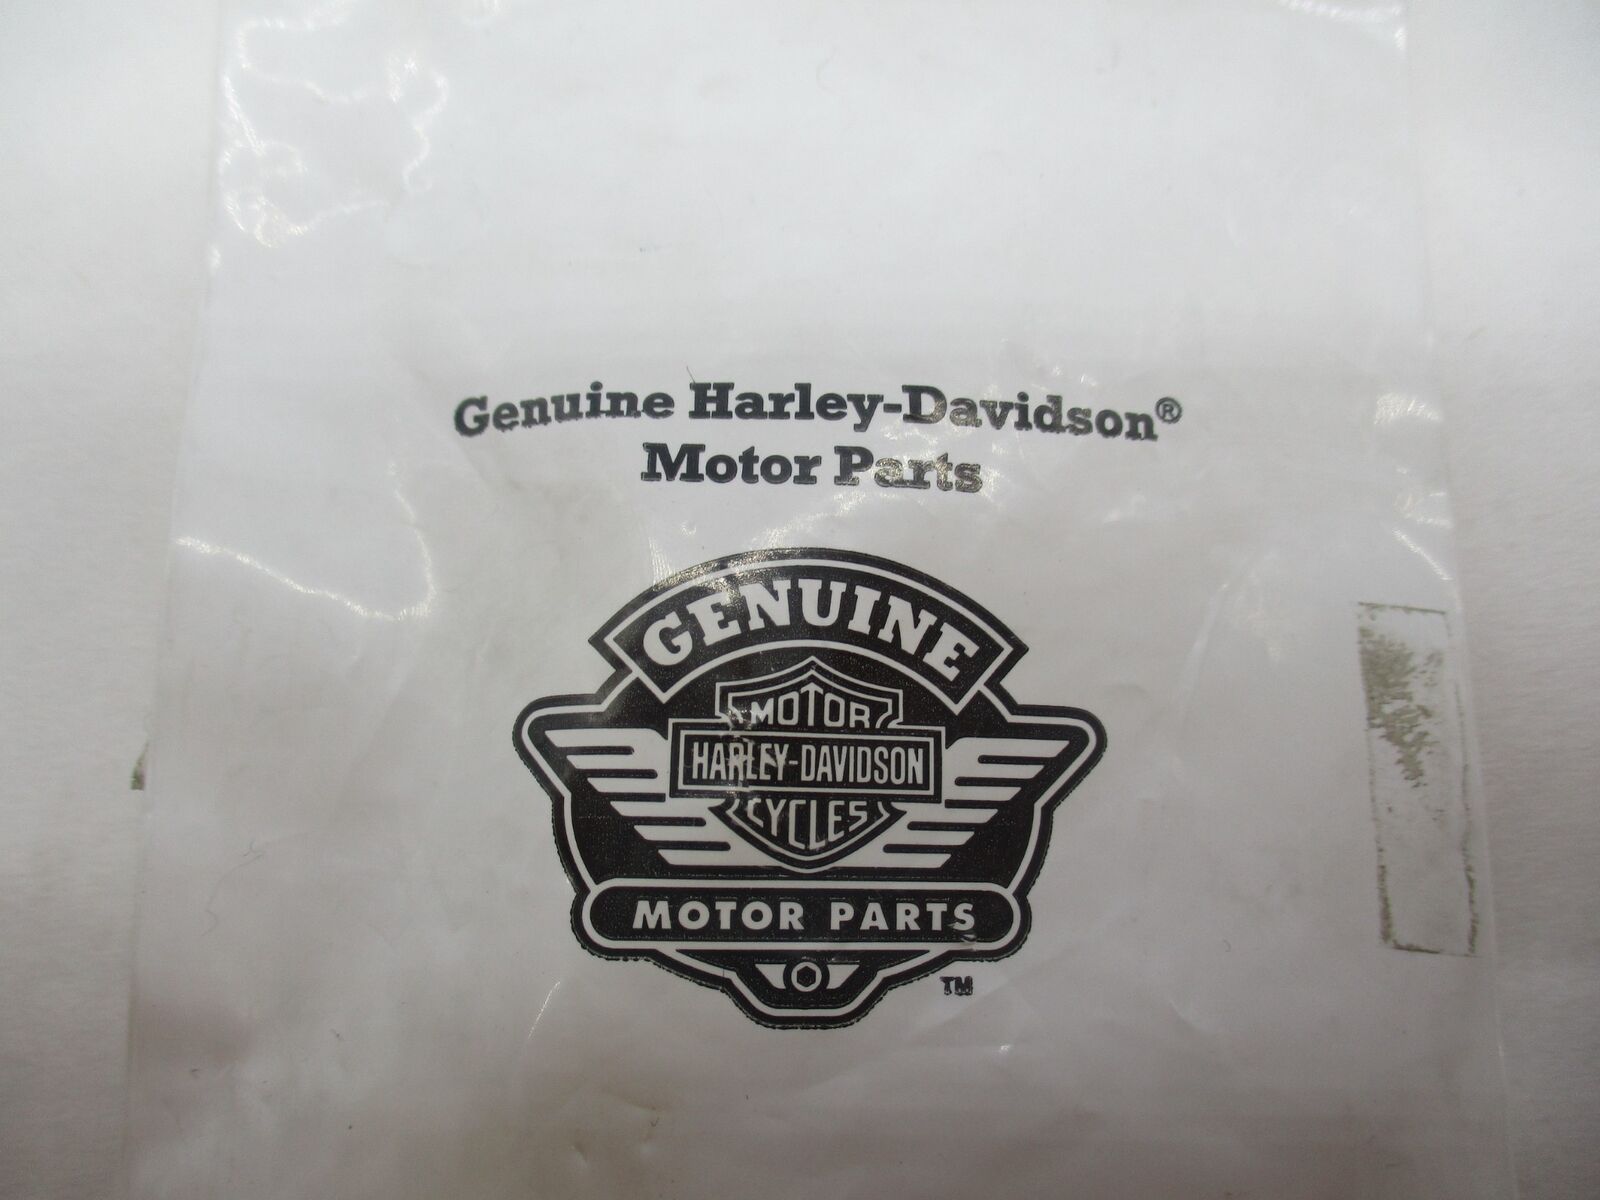 Genuine Harley-Davidson®
Motor Parts
GENUINE
MOTOR
HARLEY-DAVIDSON
CYCLES
MOTOR PARTS
TM